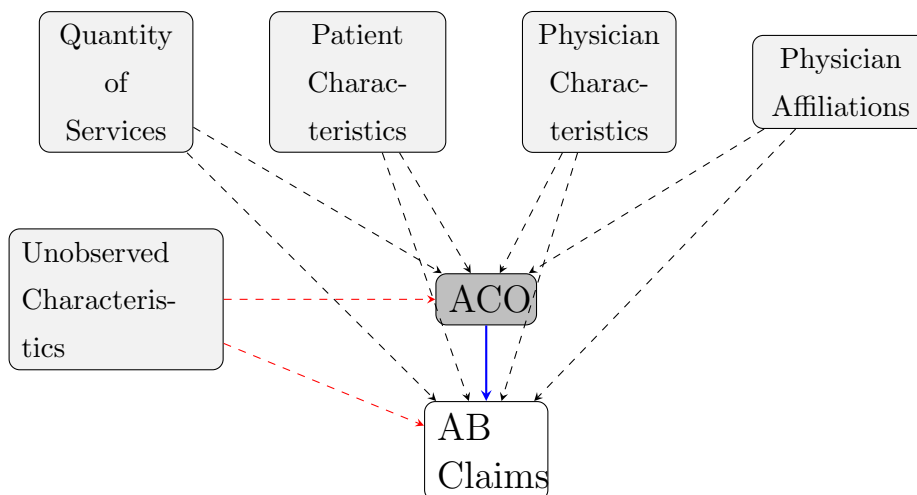 Quantity
of
Services
Patient
Charac-
teristics
Physician
Charac-
teristics
Physician
Affiliations
Unobserved
Characteris-
tics
ACO
AB
Claims